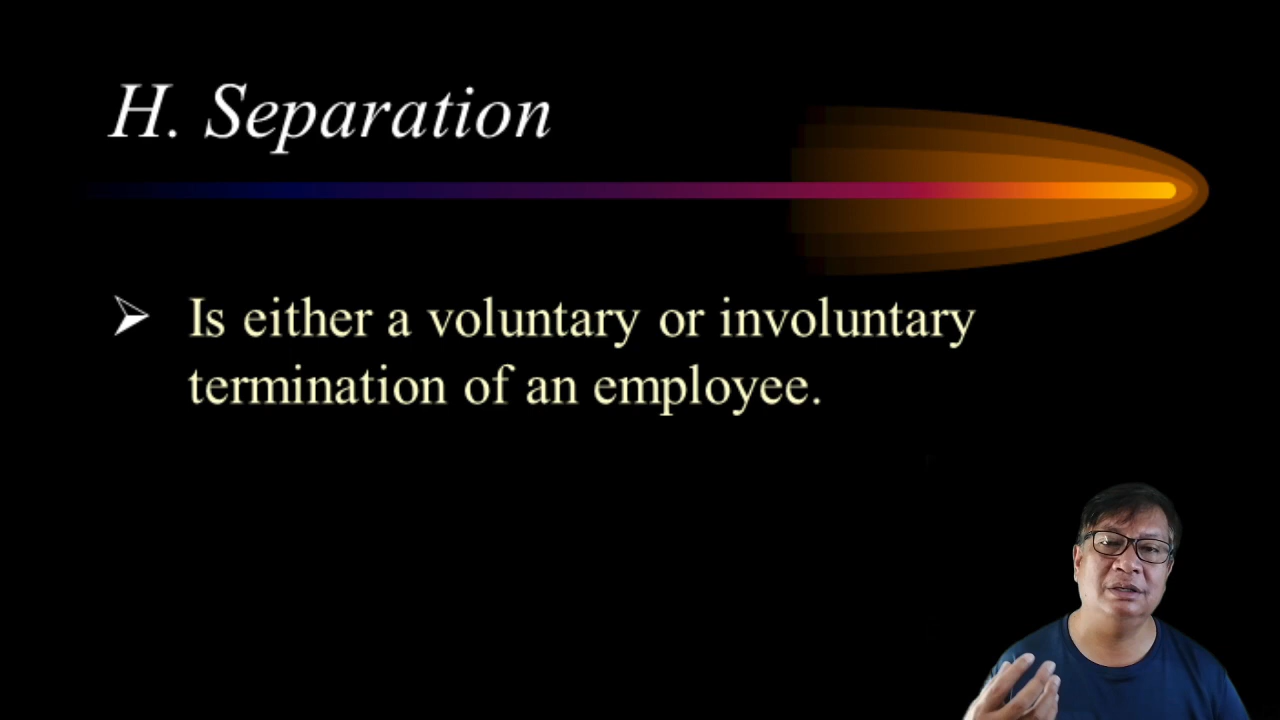 H. Separation
Is either a voluntary or involuntary
termination of an employee.